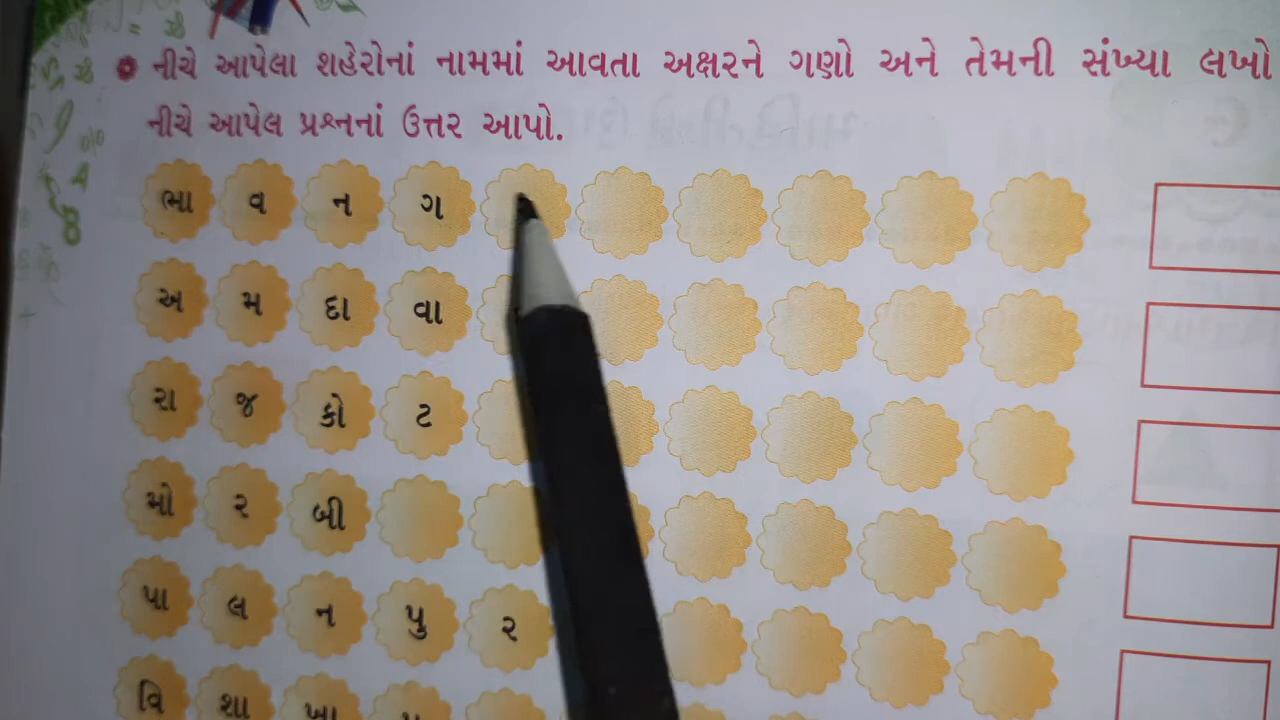 નીચે આપેલા શહેરોનાં નામમાં આવતા અક્ષરને ગણો અને તેમની સંખ્યા લખો
નીચે આપેલ પ્રશ્નનાં ઉત્તર આપો.
ભા વ ન ગ
અ મ દા વા
રા જ કો ટ
મો ર બી
પા લ ન પુ ર
વિ શા ખા